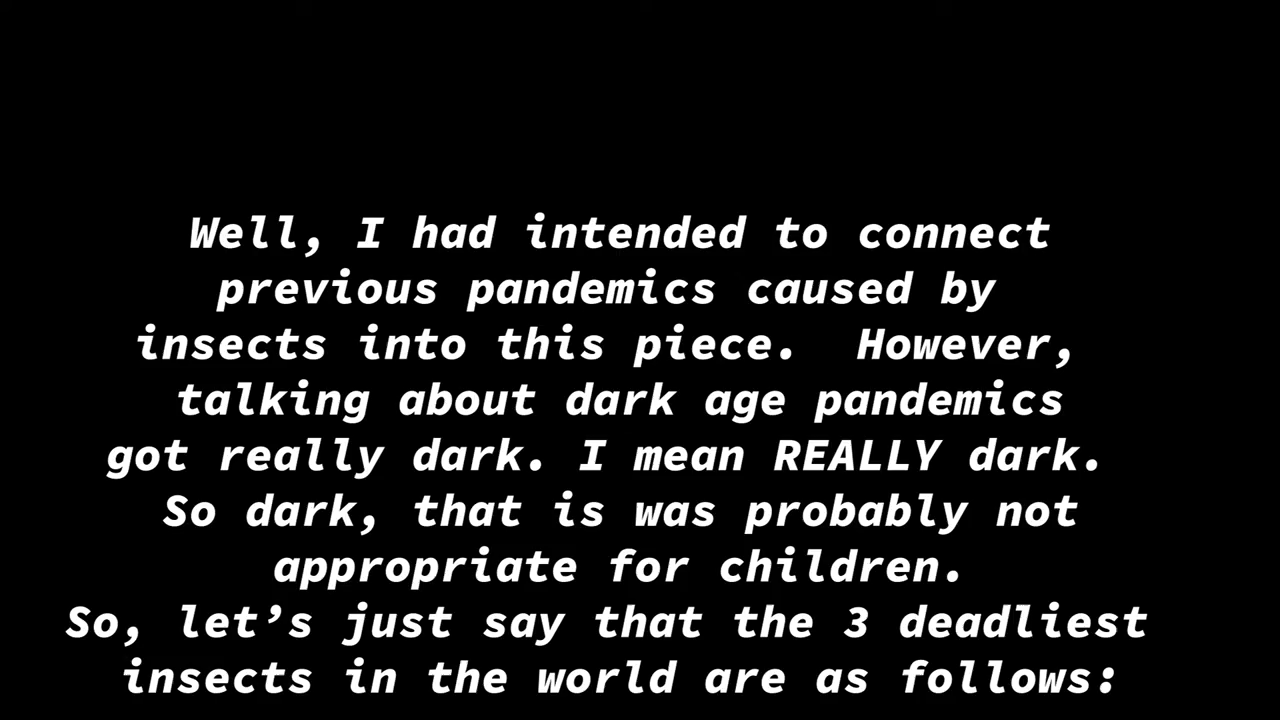 Well, I had intended to connect
previous pandemics caused by
insects into this piece.  However,
talking about dark age pandemics
got really dark. I mean REALLY dark.
So dark, that is was probably not
appropriate for children.
So, let’s just say that the 3 deadliest
insects in the world are as follows: